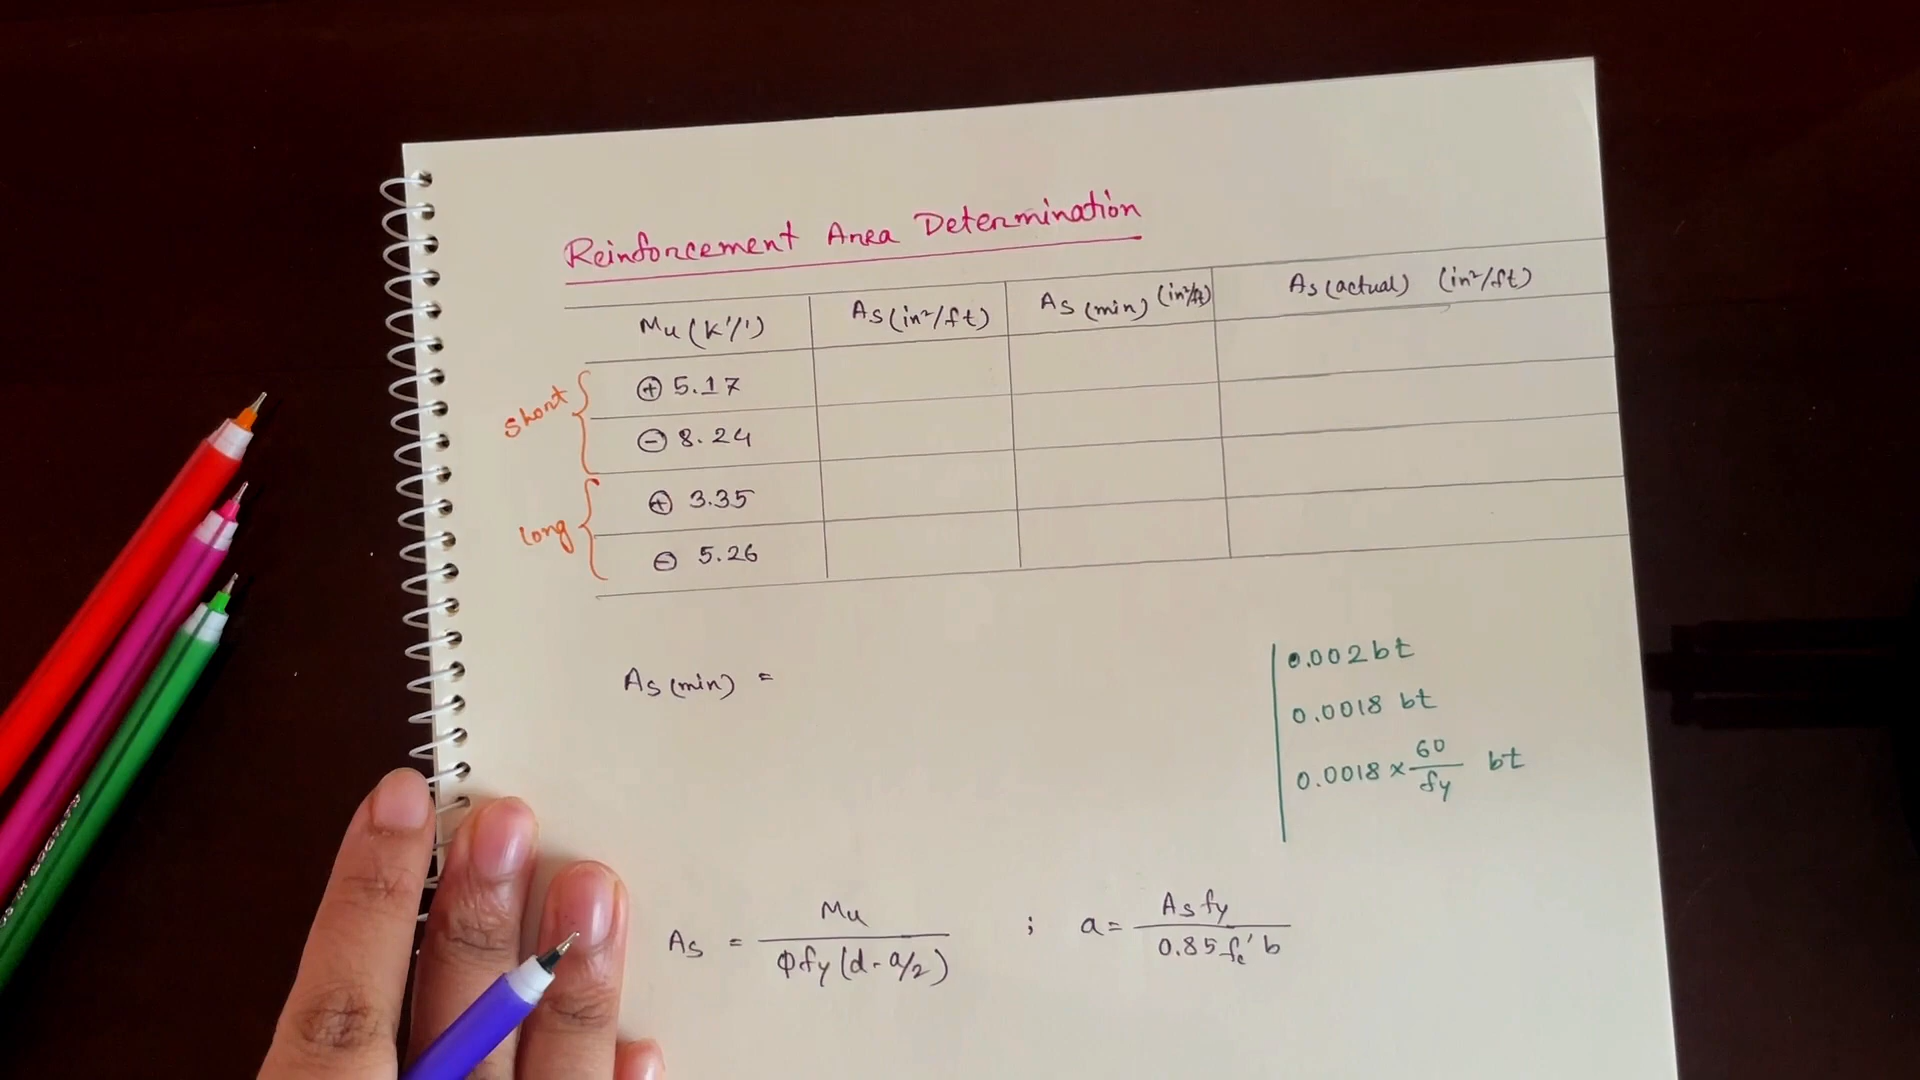 Reinforcement Area Determination
Mu (k'/') As (in²/ft) As (min) (in²/ft) As (actual) (in²/ft)
short ⊕ 5.17
⊖ 8.24
long ⊕ 3.35
⊖ 5.26
As (min) =
0.002 bt
0.0018 bt
0.0018 × 60/fy bt
As = Mu / φfy (d - a/2) ; a = As fy / 0.85 fc' b